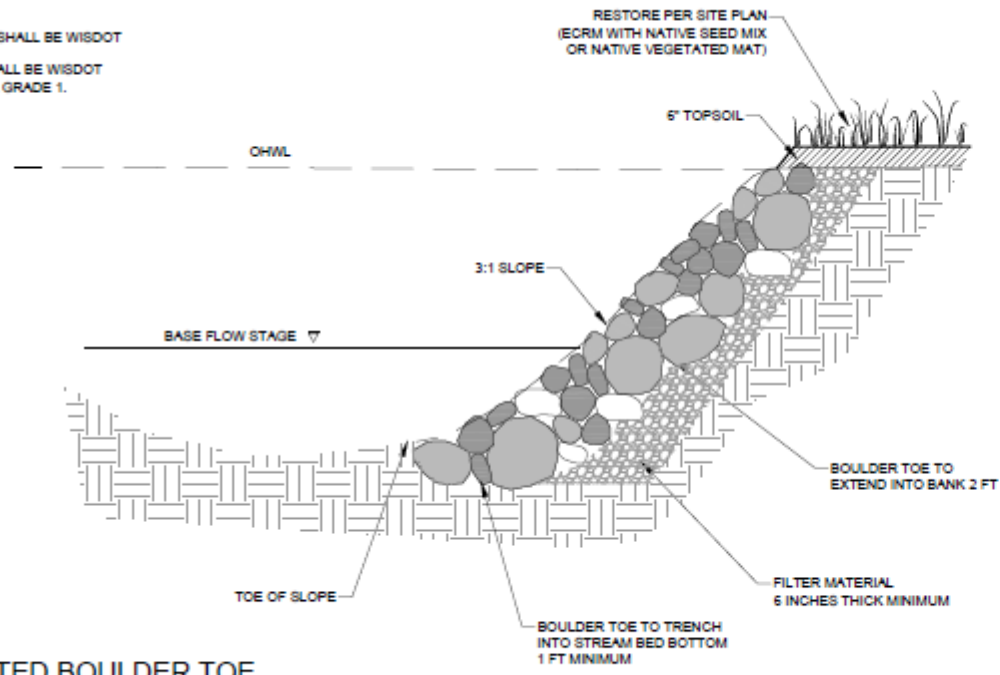 SHALL BE WISDOT
ALL BE WISDOT
GRADE 1.
RESTORE PER SITE PLAN
(ECRM WITH NATIVE SEED MIX
OR NATIVE VEGETATED MAT)
6" TOPSOIL
OHWL
3:1 SLOPE
BASE FLOW STAGE
BOULDER TOE TO
EXTEND INTO BANK 2 FT
FILTER MATERIAL
6 INCHES THICK MINIMUM
TOE OF SLOPE
BOULDER TOE TO TRENCH
INTO STREAM BED BOTTOM
1 FT MINIMUM
TED BOULDER TOE